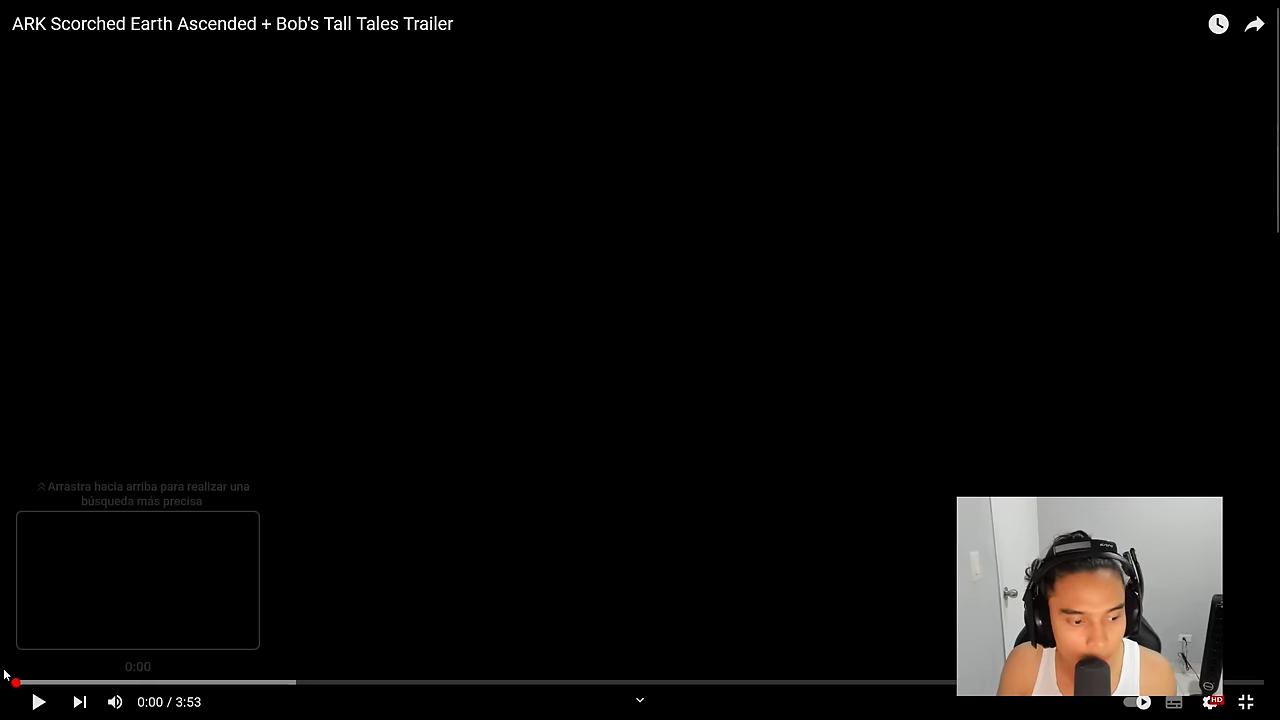 ARK Scorched Earth Ascended + Bob's Tall Tales Trailer
Arrastra hacia arriba para realizar una
búsqueda más precisa
0:00
0:00 / 3:53
HD